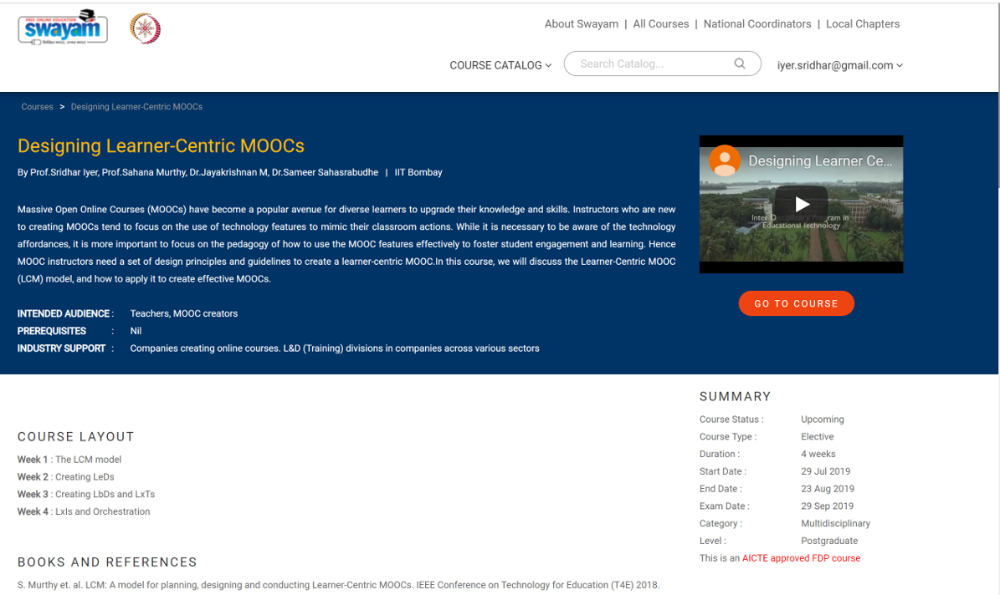 FREE ONLINE EDUCATION
swayam
About Swayam | All Courses | National Coordinators | Local Chapters
COURSE CATALOG
Search Catalog...
iyer.sridhar@gmail.com
Courses > Designing Learner-Centric MOOCs
Designing Learner-Centric MOOCs
By Prof.Sridhar Iyer, Prof.Sahana Murthy, Dr.Jayakrishnan M, Dr.Sameer Sahasrabudhe | IIT Bombay
Massive Open Online Courses (MOOCs) have become a popular avenue for diverse learners to upgrade their knowledge and skills. Instructors who are new
to creating MOOCs tend to focus on the use of technology features to mimic their classroom actions. While it is necessary to be aware of the technology
affordances, it is more important to focus on the pedagogy of how to use the MOOC features effectively to foster student engagement and learning. Hence
MOOC instructors need a set of design principles and guidelines to create a learner-centric MOOC.In this course, we will discuss the Learner-Centric MOOC
(LCM) model, and how to apply it to create effective MOOCs.
INTENDED AUDIENCE : Teachers, MOOC creators
PREREQUISITES : Nil
INDUSTRY SUPPORT : Companies creating online courses. L&D (Training) divisions in companies across various sectors
Designing Learner Ce...
Inter Disciplinary Program in
Educational Technology
GO TO COURSE
COURSE LAYOUT
Week 1 : The LCM model
Week 2 : Creating LeDs
Week 3 : Creating LbDs and LxTs
Week 4 : LxIs and Orchestration
BOOKS AND REFERENCES
S. Murthy et. al. LCM: A model for planning, designing and conducting Learner-Centric MOOCs. IEEE Conference on Technology for Education (T4E) 2018.
SUMMARY
Course Status : Upcoming
Course Type : Elective
Duration : 4 weeks
Start Date : 29 Jul 2019
End Date : 23 Aug 2019
Exam Date : 29 Sep 2019
Category : Multidisciplinary
Level : Postgraduate
This is an AICTE approved FDP course